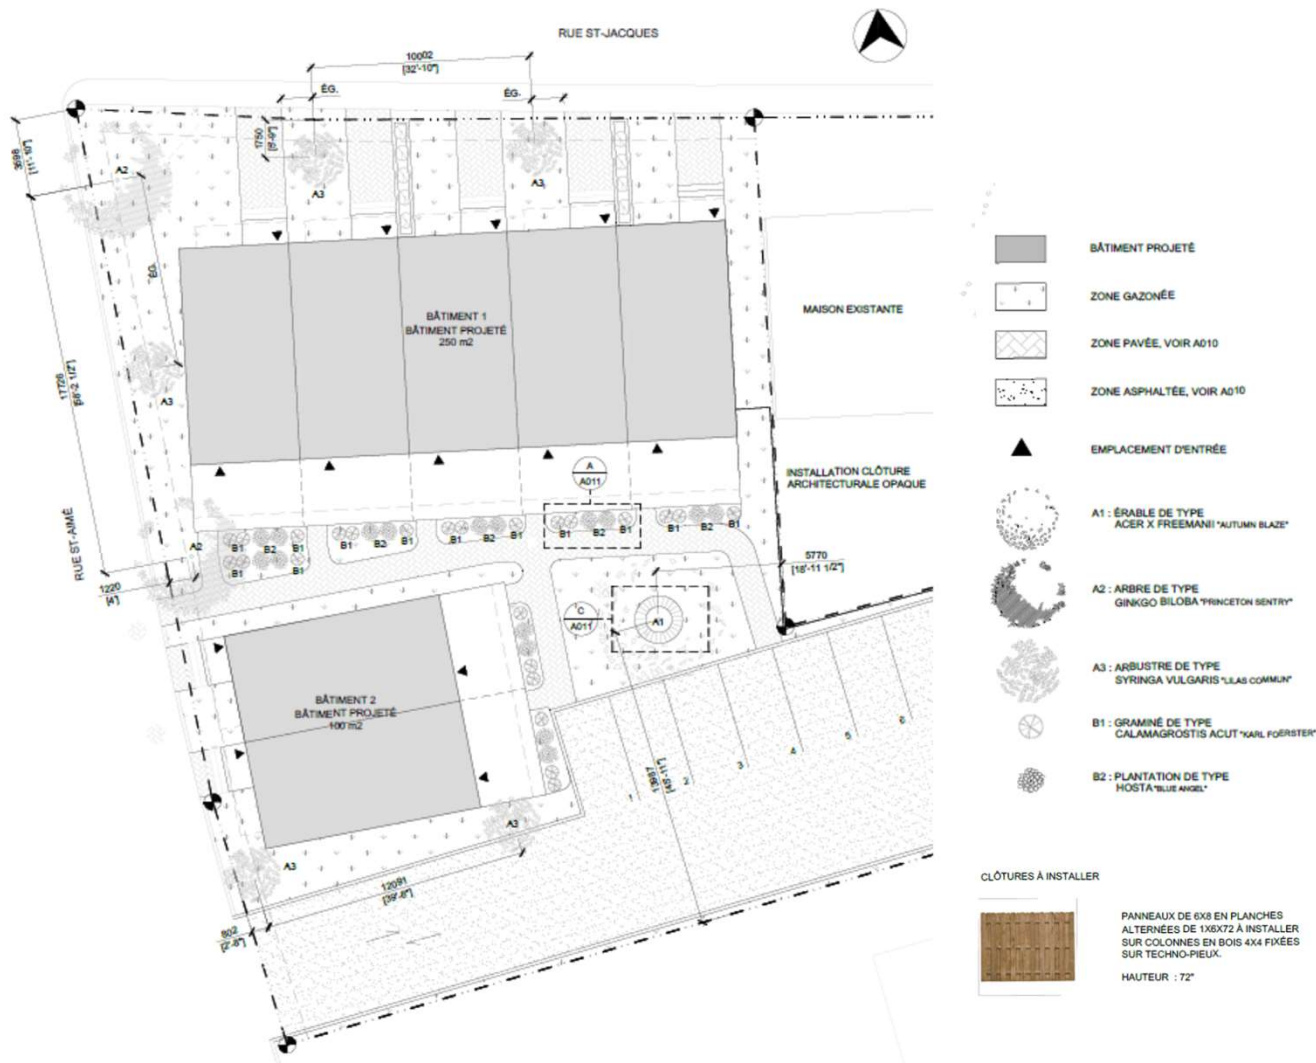 RUE ST-JACQUES
10002
[32'-10"]
ÉG.
ÉG.
1750
[5'-9"]
3698
A2
A3
A3
17726
[58'-2 1/2"]
ÉG.
A3
BÂTIMENT 1
BÂTIMENT PROJETÉ
250 m2
MAISON EXISTANTE
INSTALLATION CLÔTURE
ARCHITECTURALE OPAQUE
A
A011
RUE ST-AIMÉ
A2
B1 B2 B1
B1 B1
B1 B2 B1
B1 B2 B1
B1 B2 B1
B1 B2 B1
1220
[4']
5770
[18'-11 1/2"]
C
A011
A1
BÂTIMENT 2
BÂTIMENT PROJETÉ
100 m2
1
2
3
4
5
6
13987
A3
A3
12091
[39'-8"]
802
[2'-8"]
BÂTIMENT PROJETÉ
ZONE GAZONÉE
ZONE PAVÉE, VOIR A010
ZONE ASPHALTÉE, VOIR A010
EMPLACEMENT D'ENTRÉE
A1 : ÉRABLE DE TYPE
ACER X FREEMANII "AUTUMN BLAZE"
A2 : ARBRE DE TYPE
GINKGO BILOBA "PRINCETON SENTRY"
A3 : ARBUSTRE DE TYPE
SYRINGA VULGARIS "LILAS COMMUN"
B1 : GRAMINÉ DE TYPE
CALAMAGROSTIS ACUT "KARL FOERSTER"
B2 : PLANTATION DE TYPE
HOSTA "BLUE ANGEL"
CLÔTURES À INSTALLER
PANNEAUX DE 6X8 EN PLANCHES
ALTERNÉES DE 1X6X72 À INSTALLER
SUR COLONNES EN BOIS 4X4 FIXÉES
SUR TECHNO-PIEUX.
HAUTEUR : 72"